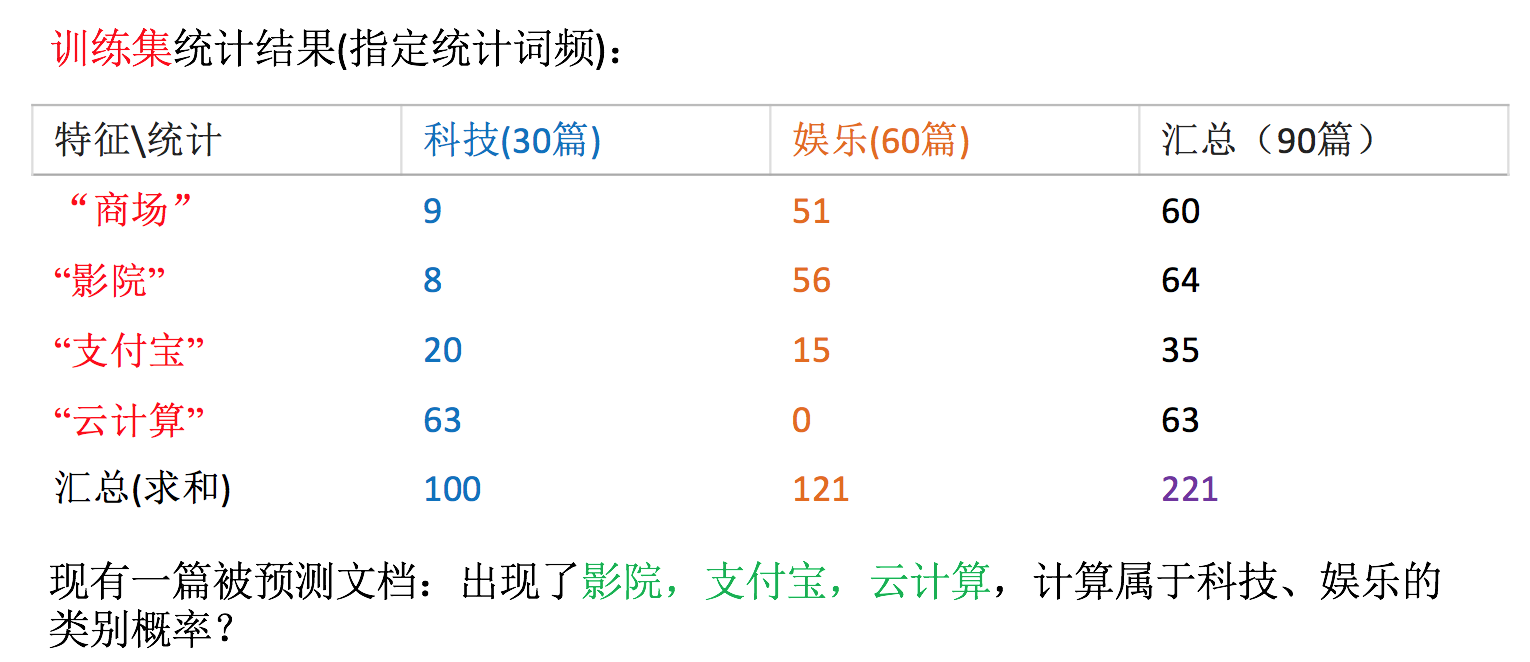 训练集统计结果(指定统计词频)：
特征\统计 科技(30篇) 娱乐(60篇) 汇总（90篇）
“商场” 9 51 60
“影院” 8 56 64
“支付宝” 20 15 35
“云计算” 63 0 63
汇总(求和) 100 121 221
现有一篇被预测文档：出现了影院，支付宝，云计算，计算属于科技、娱乐的
类别概率？